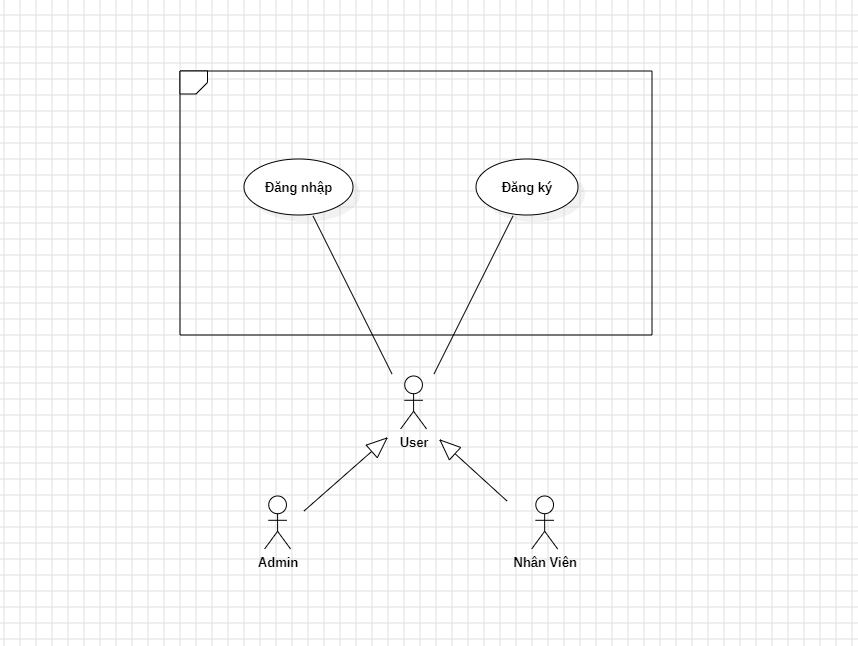 Đăng nhập
Đăng ký
User
Admin
Nhân Viên